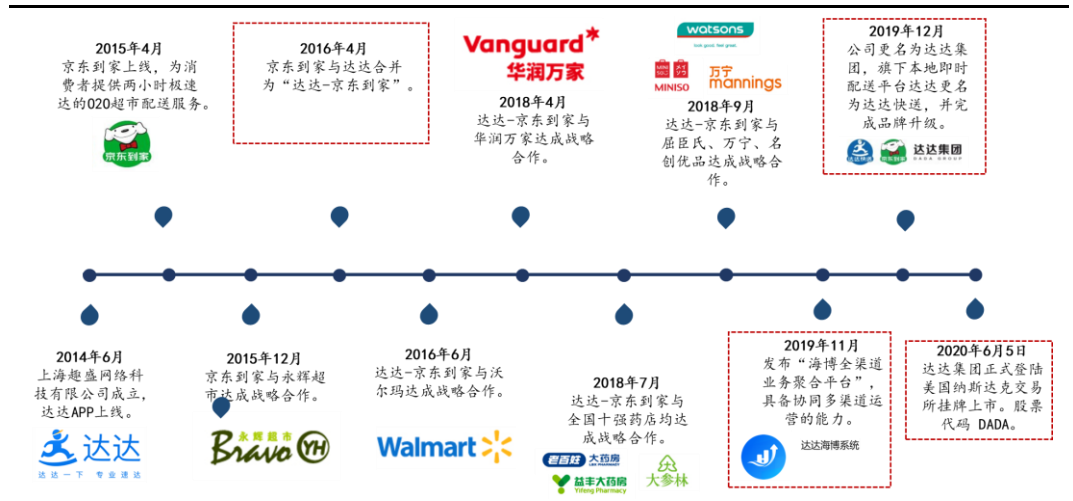 2015年4月
京东到家上线，为消
费者提供两小时极速
达的O2O超市配送服务。
京东到家
2016年4月
京东到家与达达合并
为“达达-京东到家”。
Vanguard
华润万家
2018年4月
达达-京东到家与
华润万家达成战略
合作。
watsons
look good, feel great.
MINISO
万宁
mannings
2018年9月
达达-京东到家与
屈臣氏、万宁、名
创优品达成战略合
作。
2019年12月
公司更名为达达集
团，旗下本地即时
配送平台达达更名
为达达快送，并完
成品牌升级。
达达快送
京东到家
达达集团
DADA GROUP
2014年6月
上海趣盛网络科
技有限公司成立，
达达APP上线。
达达
达达一下 专业速达
2015年12月
京东到家与永辉超
市达成战略合作。
永辉超市
Bravo YH
2016年6月
达达-京东到家与沃
尔玛达成战略合作。
Walmart
2018年7月
达达-京东到家与
全国十强药店均达
成战略合作。
老百姓 大药房
益丰大药房
Yifeng Pharmacy
大参林
2019年11月
发布“海博全渠道
业务聚合平台”，
具备协同多渠道运
营的能力。
达达海博系统
2020年6月5日
达达集团正式登陆
美国纳斯达克交易
所挂牌上市。股票
代码 DADA。